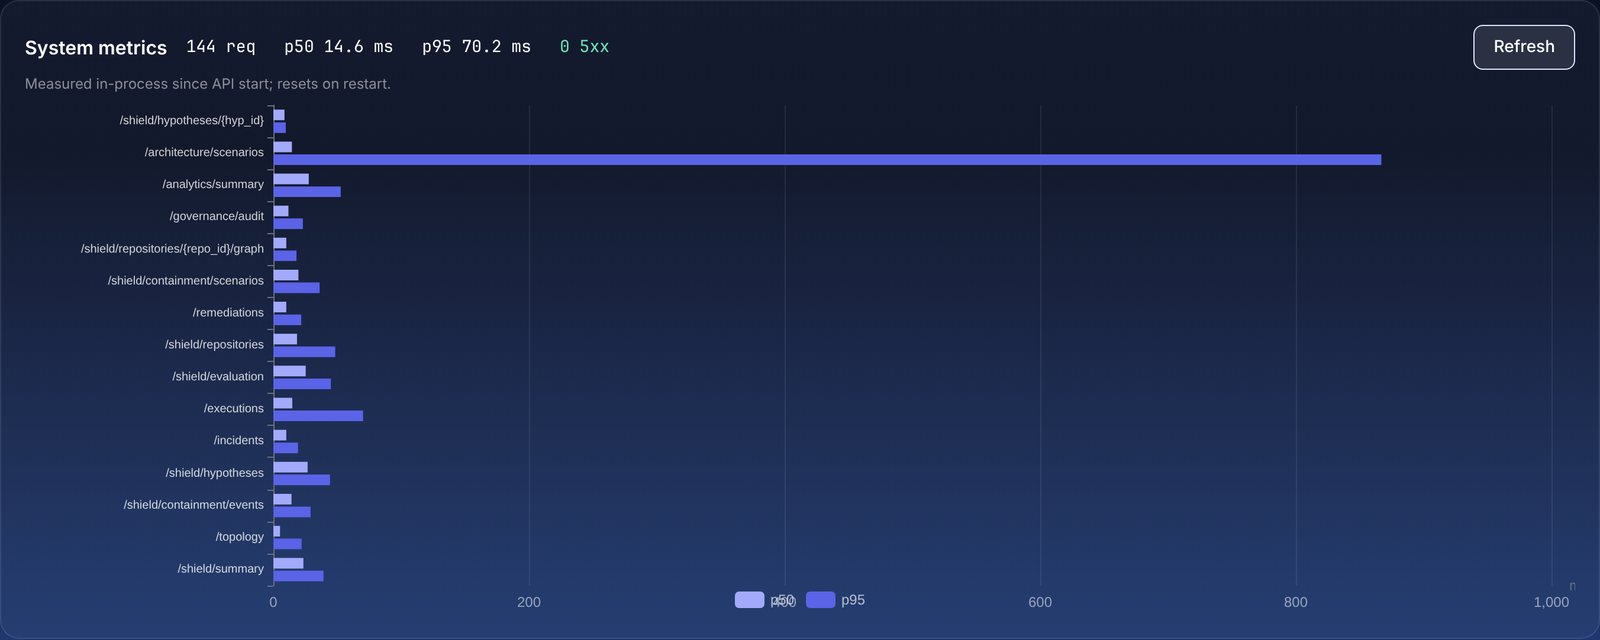 System metrics 144 req p50 14.6 ms p95 70.2 ms 0 5xx
Refresh
Measured in-process since API start; resets on restart.
/shield/hypotheses/{hyp_id}
/architecture/scenarios
/analytics/summary
/governance/audit
/shield/repositories/{repo_id}/graph
/shield/containment/scenarios
/remediations
/shield/repositories
/shield/evaluation
/executions
/incidents
/shield/hypotheses
/shield/containment/events
/topology
/shield/summary
0 200 400 600 800 1,000
p50 p95